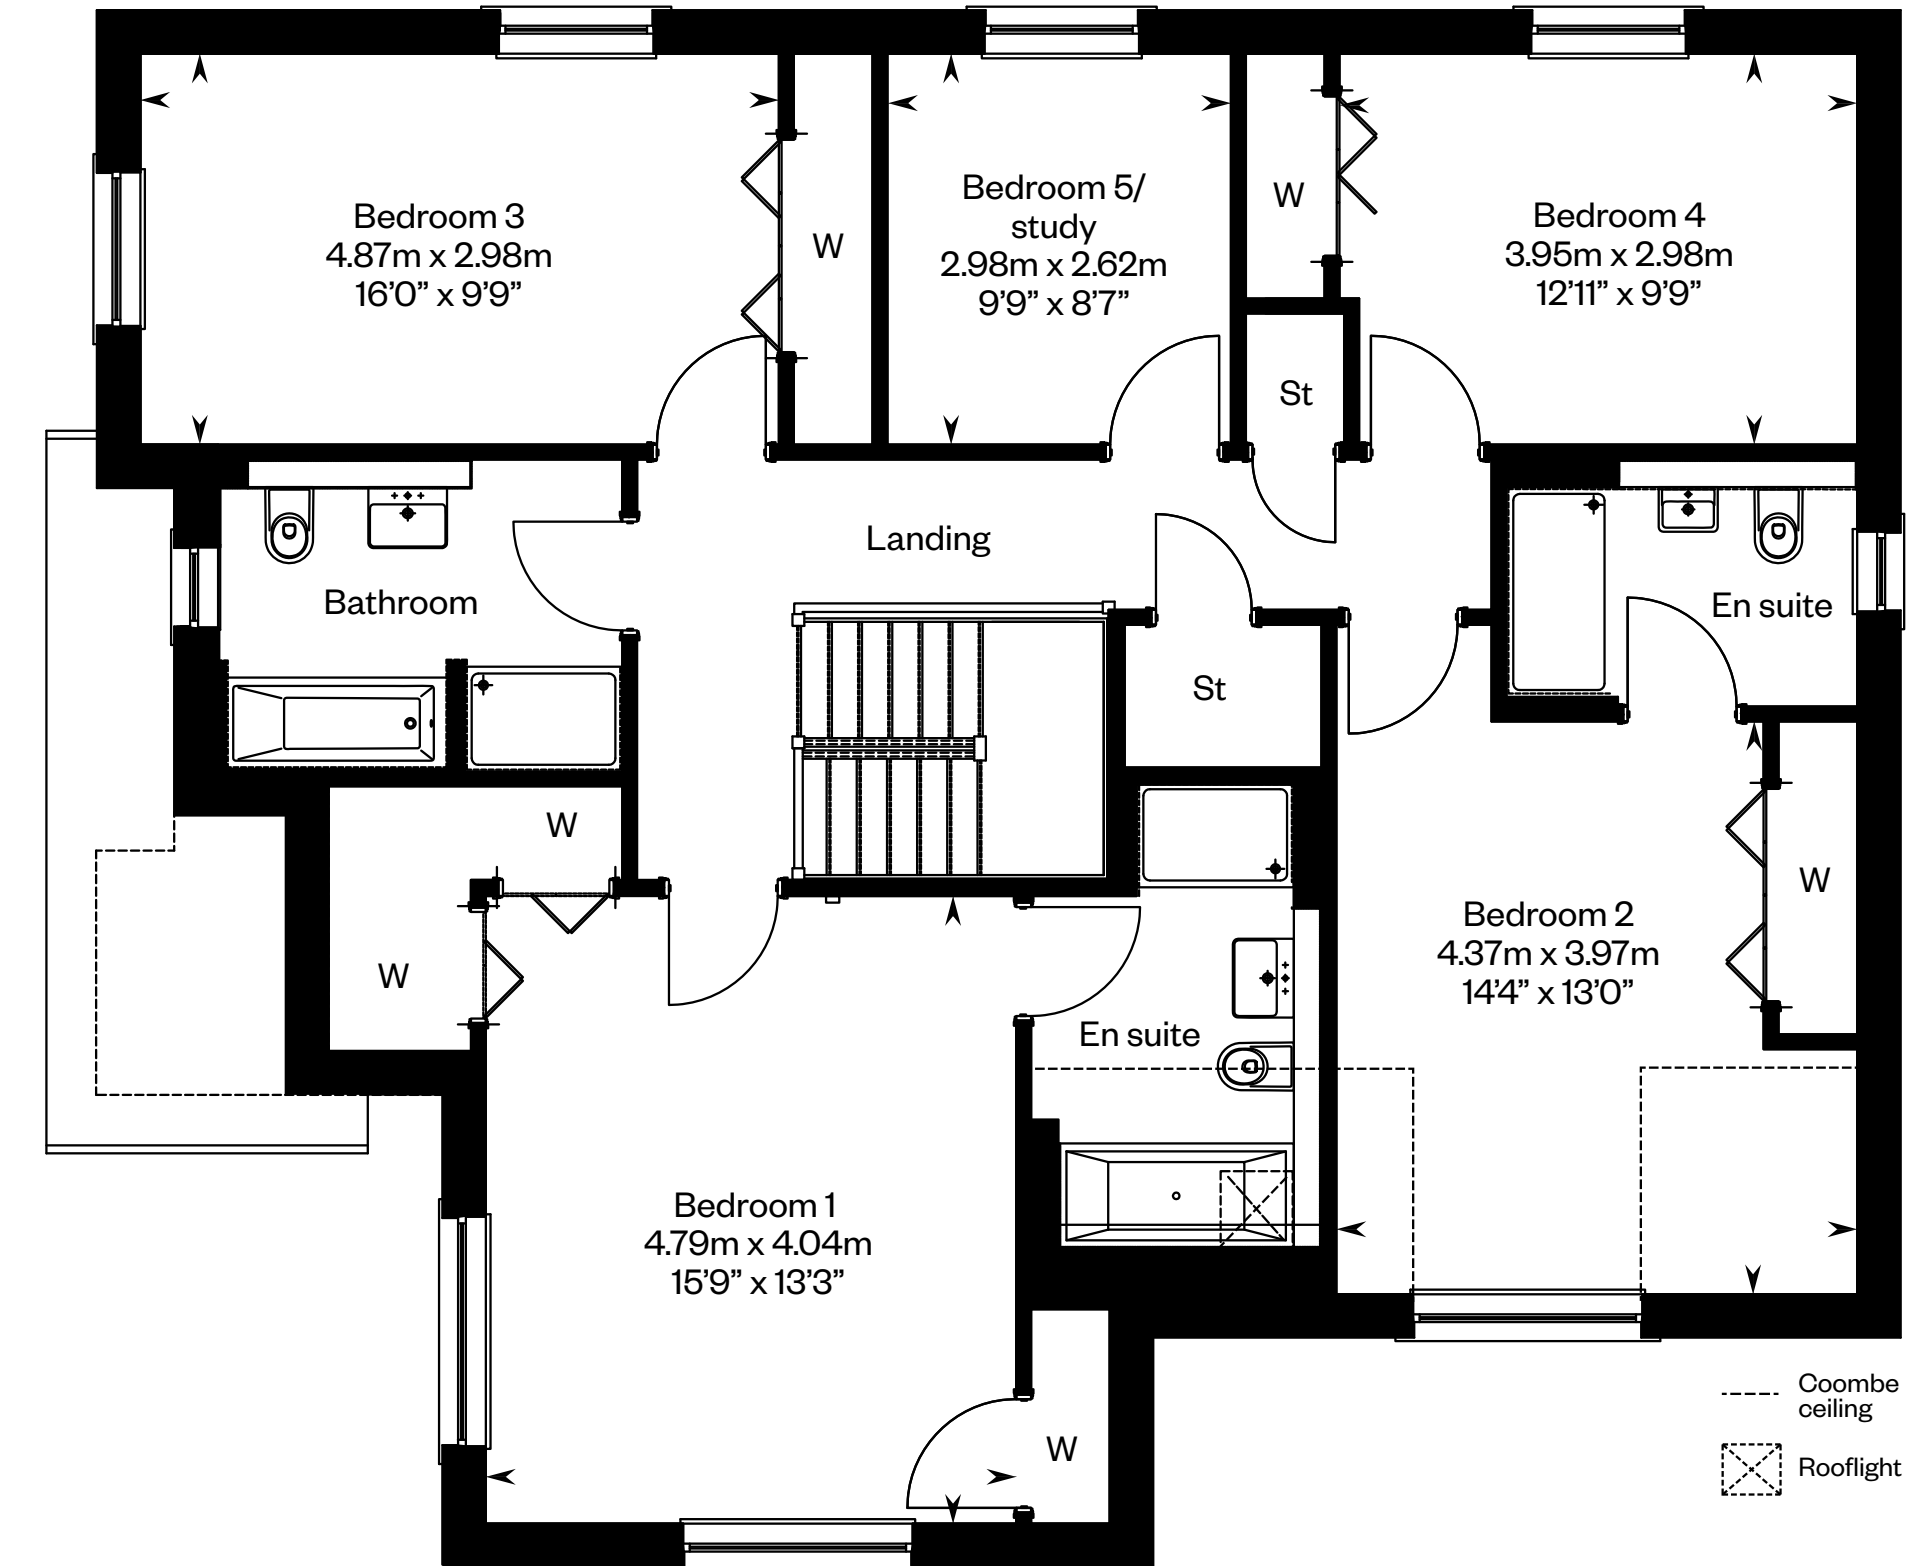 Bedroom 3
4.87m x 2.98m
16’0” x 9’9”
W
Bedroom 5/
study
2.98m x 2.62m
9’9” x 8’7”
W
Bedroom 4
3.95m x 2.98m
12’11” x 9’9”
St
Landing
Bathroom
En suite
St
W
W
Bedroom 2
4.37m x 3.97m
14’4” x 13’0”
W
En suite
Bedroom 1
4.79m x 4.04m
15’9” x 13’3”
W
Coombe
ceiling
Rooflight